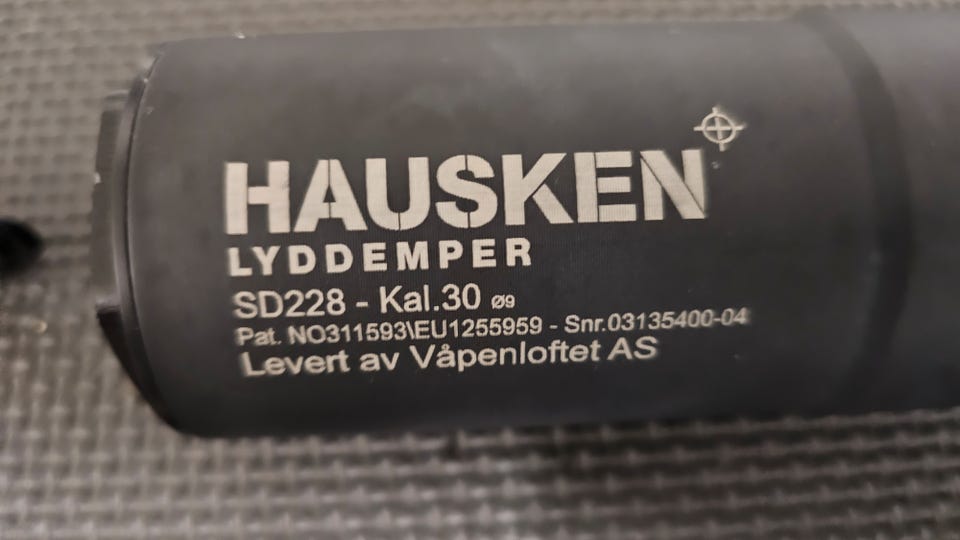 HAUSKEN
LYDDEMPER
SD228 - Kal.30 ø9
Pat. NO311593\EU1255959 - Snr.03135400-04
Levert av Våpenloftet AS